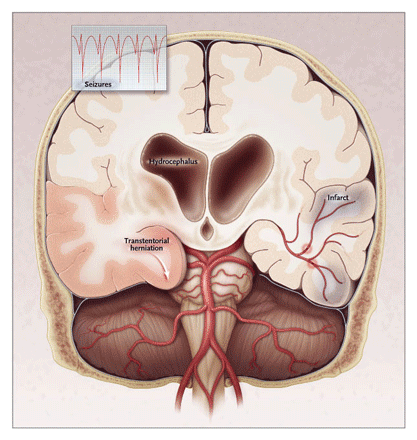 Seizures
Hydrocephalus
Infarct
Transtentorial
herniation